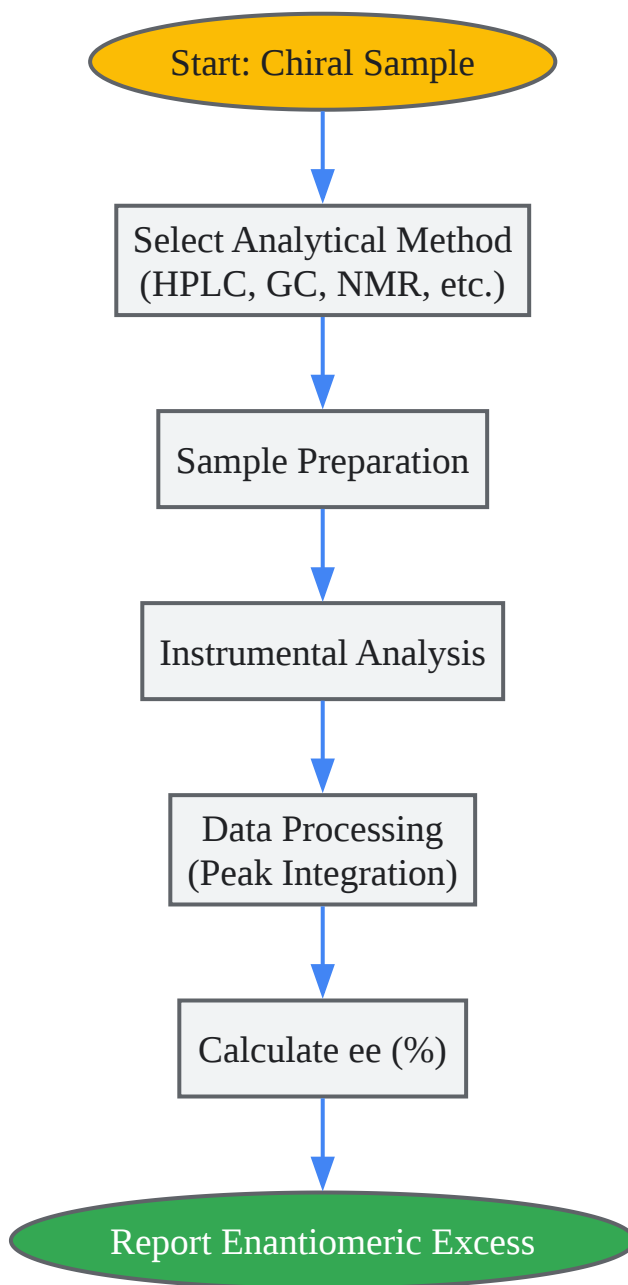 Start: Chiral Sample
Select Analytical Method
(HPLC, GC, NMR, etc.)
Sample Preparation
Instrumental Analysis
Data Processing
(Peak Integration)
Calculate ee (%)
Report Enantiomeric Excess